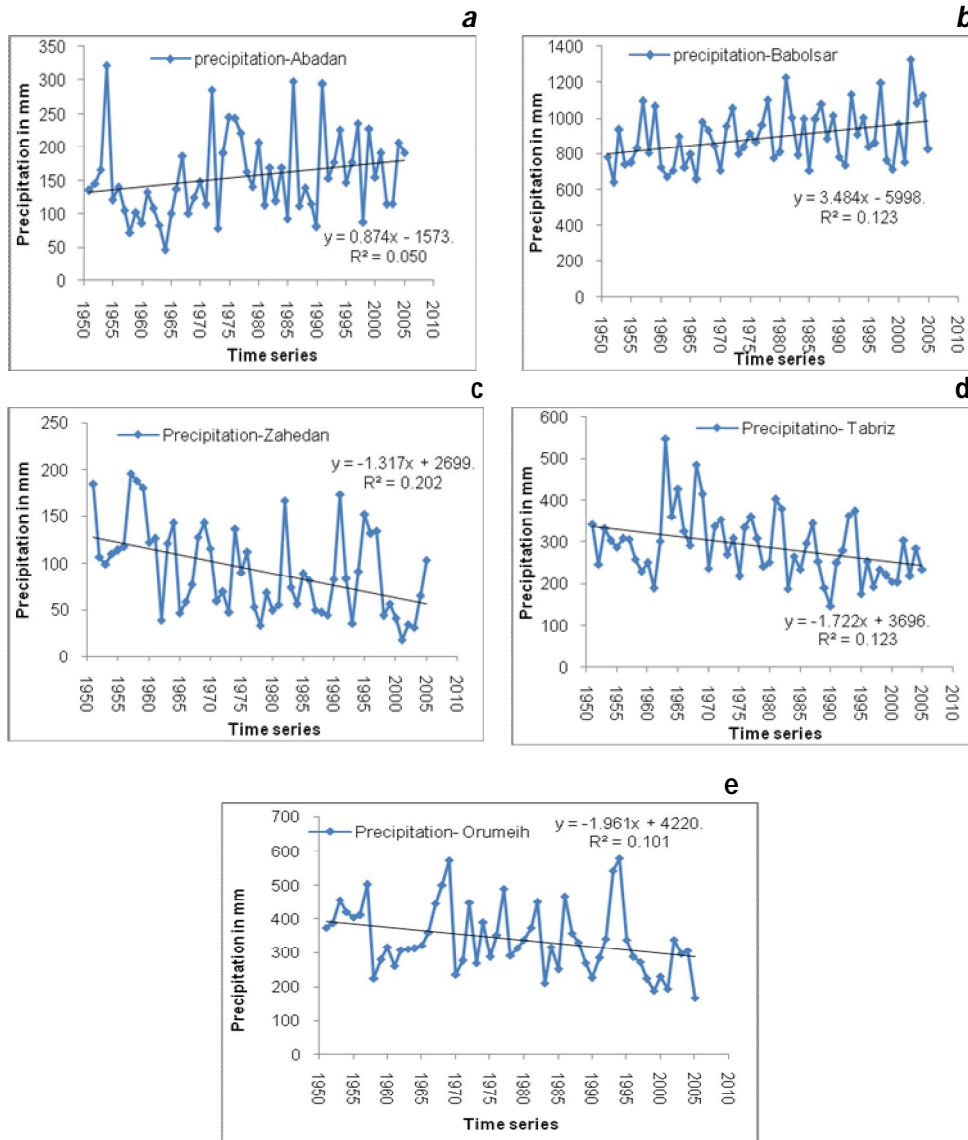 a
precipitation-Abadan
Precipitation in mm
350
300
250
200
150
100
50
0
y = 0.874x - 1573.
R² = 0.050
1950 1955 1960 1965 1970 1975 1980 1985 1990 1995 2000 2005 2010
Time series
b
precipitation-Babolsar
Precipitation in mm
1400
1200
1000
800
600
400
200
0
y = 3.484x - 5998.
R² = 0.123
1950 1955 1960 1965 1970 1975 1980 1985 1990 1995 2000 2005 2010
Time series
c
Precipitation-Zahedan
Precipitation in mm
250
200
150
100
50
0
y = -1.317x + 2699.
R² = 0.202
1950 1955 1960 1965 1970 1975 1980 1985 1990 1995 2000 2005 2010
Time series
d
Precipitatino- Tabriz
Precipitation in mm
600
500
400
300
200
100
0
y = -1.722x + 3696.
R² = 0.123
1950 1955 1960 1965 1970 1975 1980 1985 1990 1995 2000 2005 2010
Time series
e
Precipitation- Orumeih
Precipitation in mm
700
600
500
400
300
200
100
0
y = -1.961x + 4220.
R² = 0.101
1950 1955 1960 1965 1970 1975 1980 1985 1990 1995 2000 2005 2010
Time series